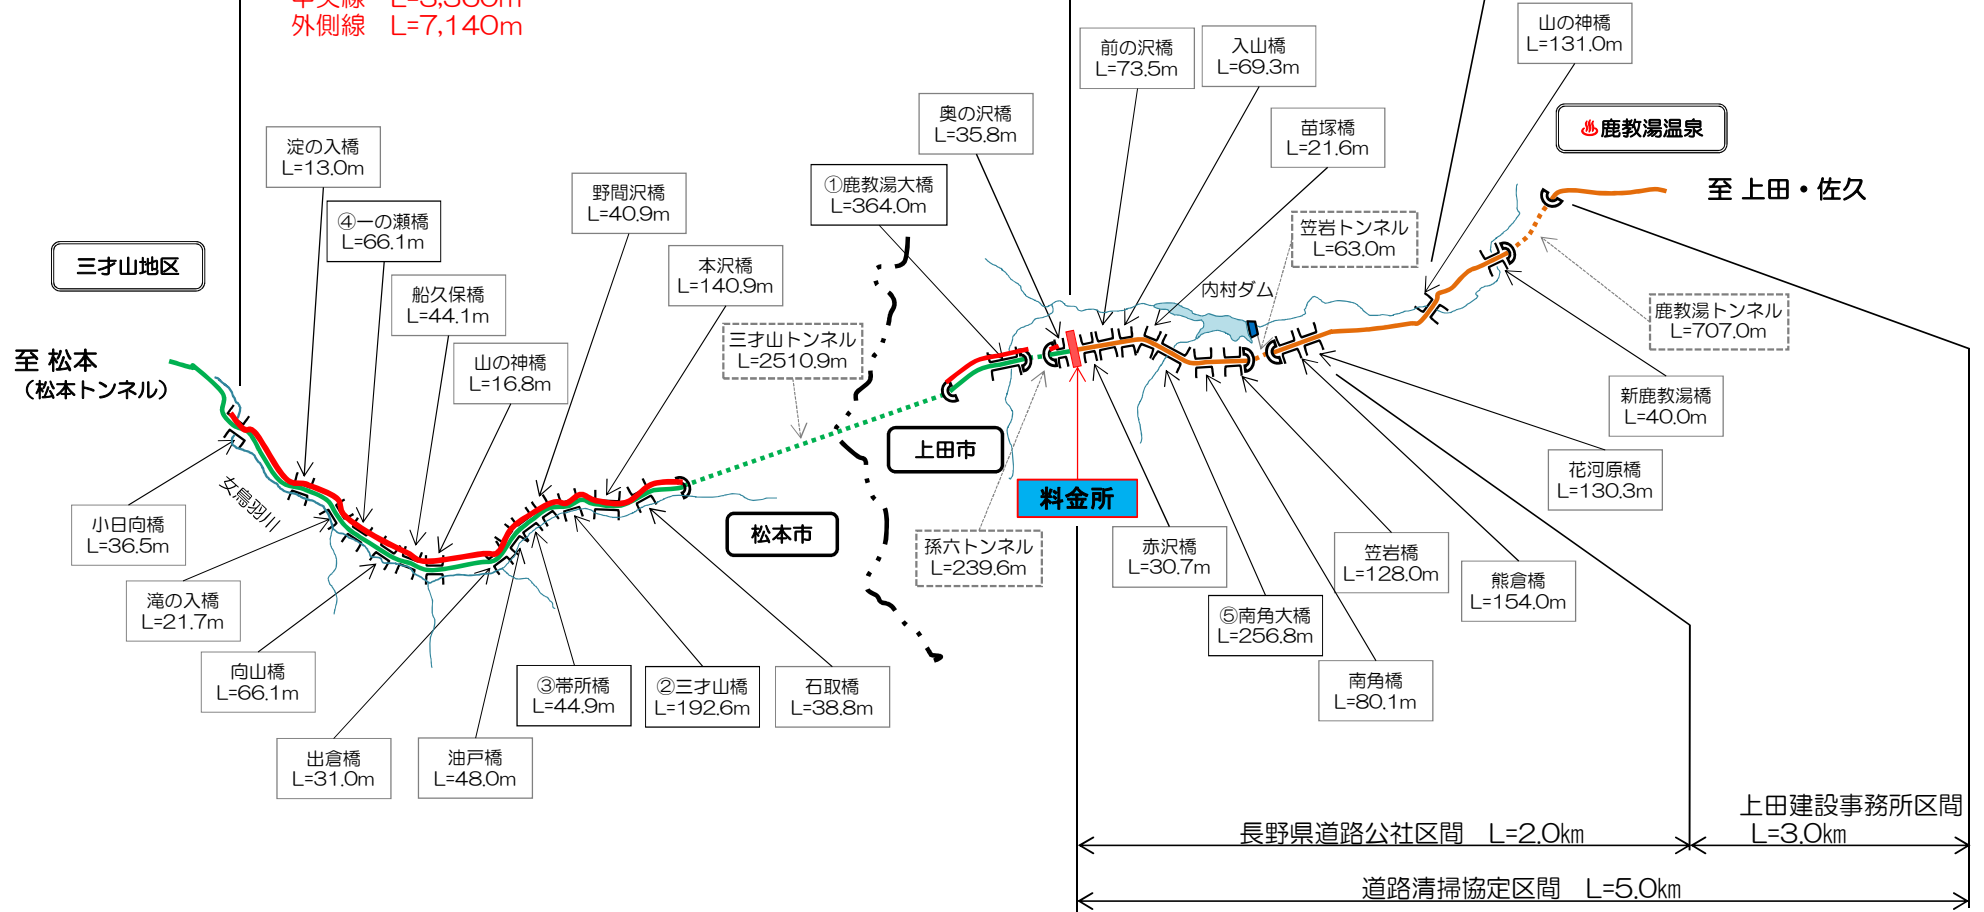 外側線　L=7,140m
山の神橋
L=131.0m
前の沢橋
L=73.5m
入山橋
L=69.3m
奥の沢橋
L=35.8m
苗塚橋
L=21.6m
♨鹿教湯温泉
淀の入橋
L=13.0m
①鹿教湯大橋
L=364.0m
野間沢橋
L=40.9m
至 上田・佐久
④一の瀬橋
L=66.1m
笠岩トンネル
L=63.0m
三才山地区
本沢橋
L=140.9m
船久保橋
L=44.1m
内村ダム
鹿教湯トンネル
L=707.0m
三才山トンネル
L=2510.9m
至 松本
（松本トンネル）
山の神橋
L=16.8m
新鹿教湯橋
L=40.0m
上田市
花河原橋
L=130.3m
料金所
女鳥羽川
小日向橋
L=36.5m
松本市
孫六トンネル
L=239.6m
赤沢橋
L=30.7m
笠岩橋
L=128.0m
熊倉橋
L=154.0m
滝の入橋
L=21.7m
⑤南角大橋
L=256.8m
向山橋
L=66.1m
③帯所橋
L=44.9m
②三才山橋
L=192.6m
石取橋
L=38.8m
南角橋
L=80.1m
出倉橋
L=31.0m
油戸橋
L=48.0m
長野県道路公社区間　L=2.0㎞
上田建設事務所区間
L=3.0㎞
道路清掃協定区間　L=5.0㎞